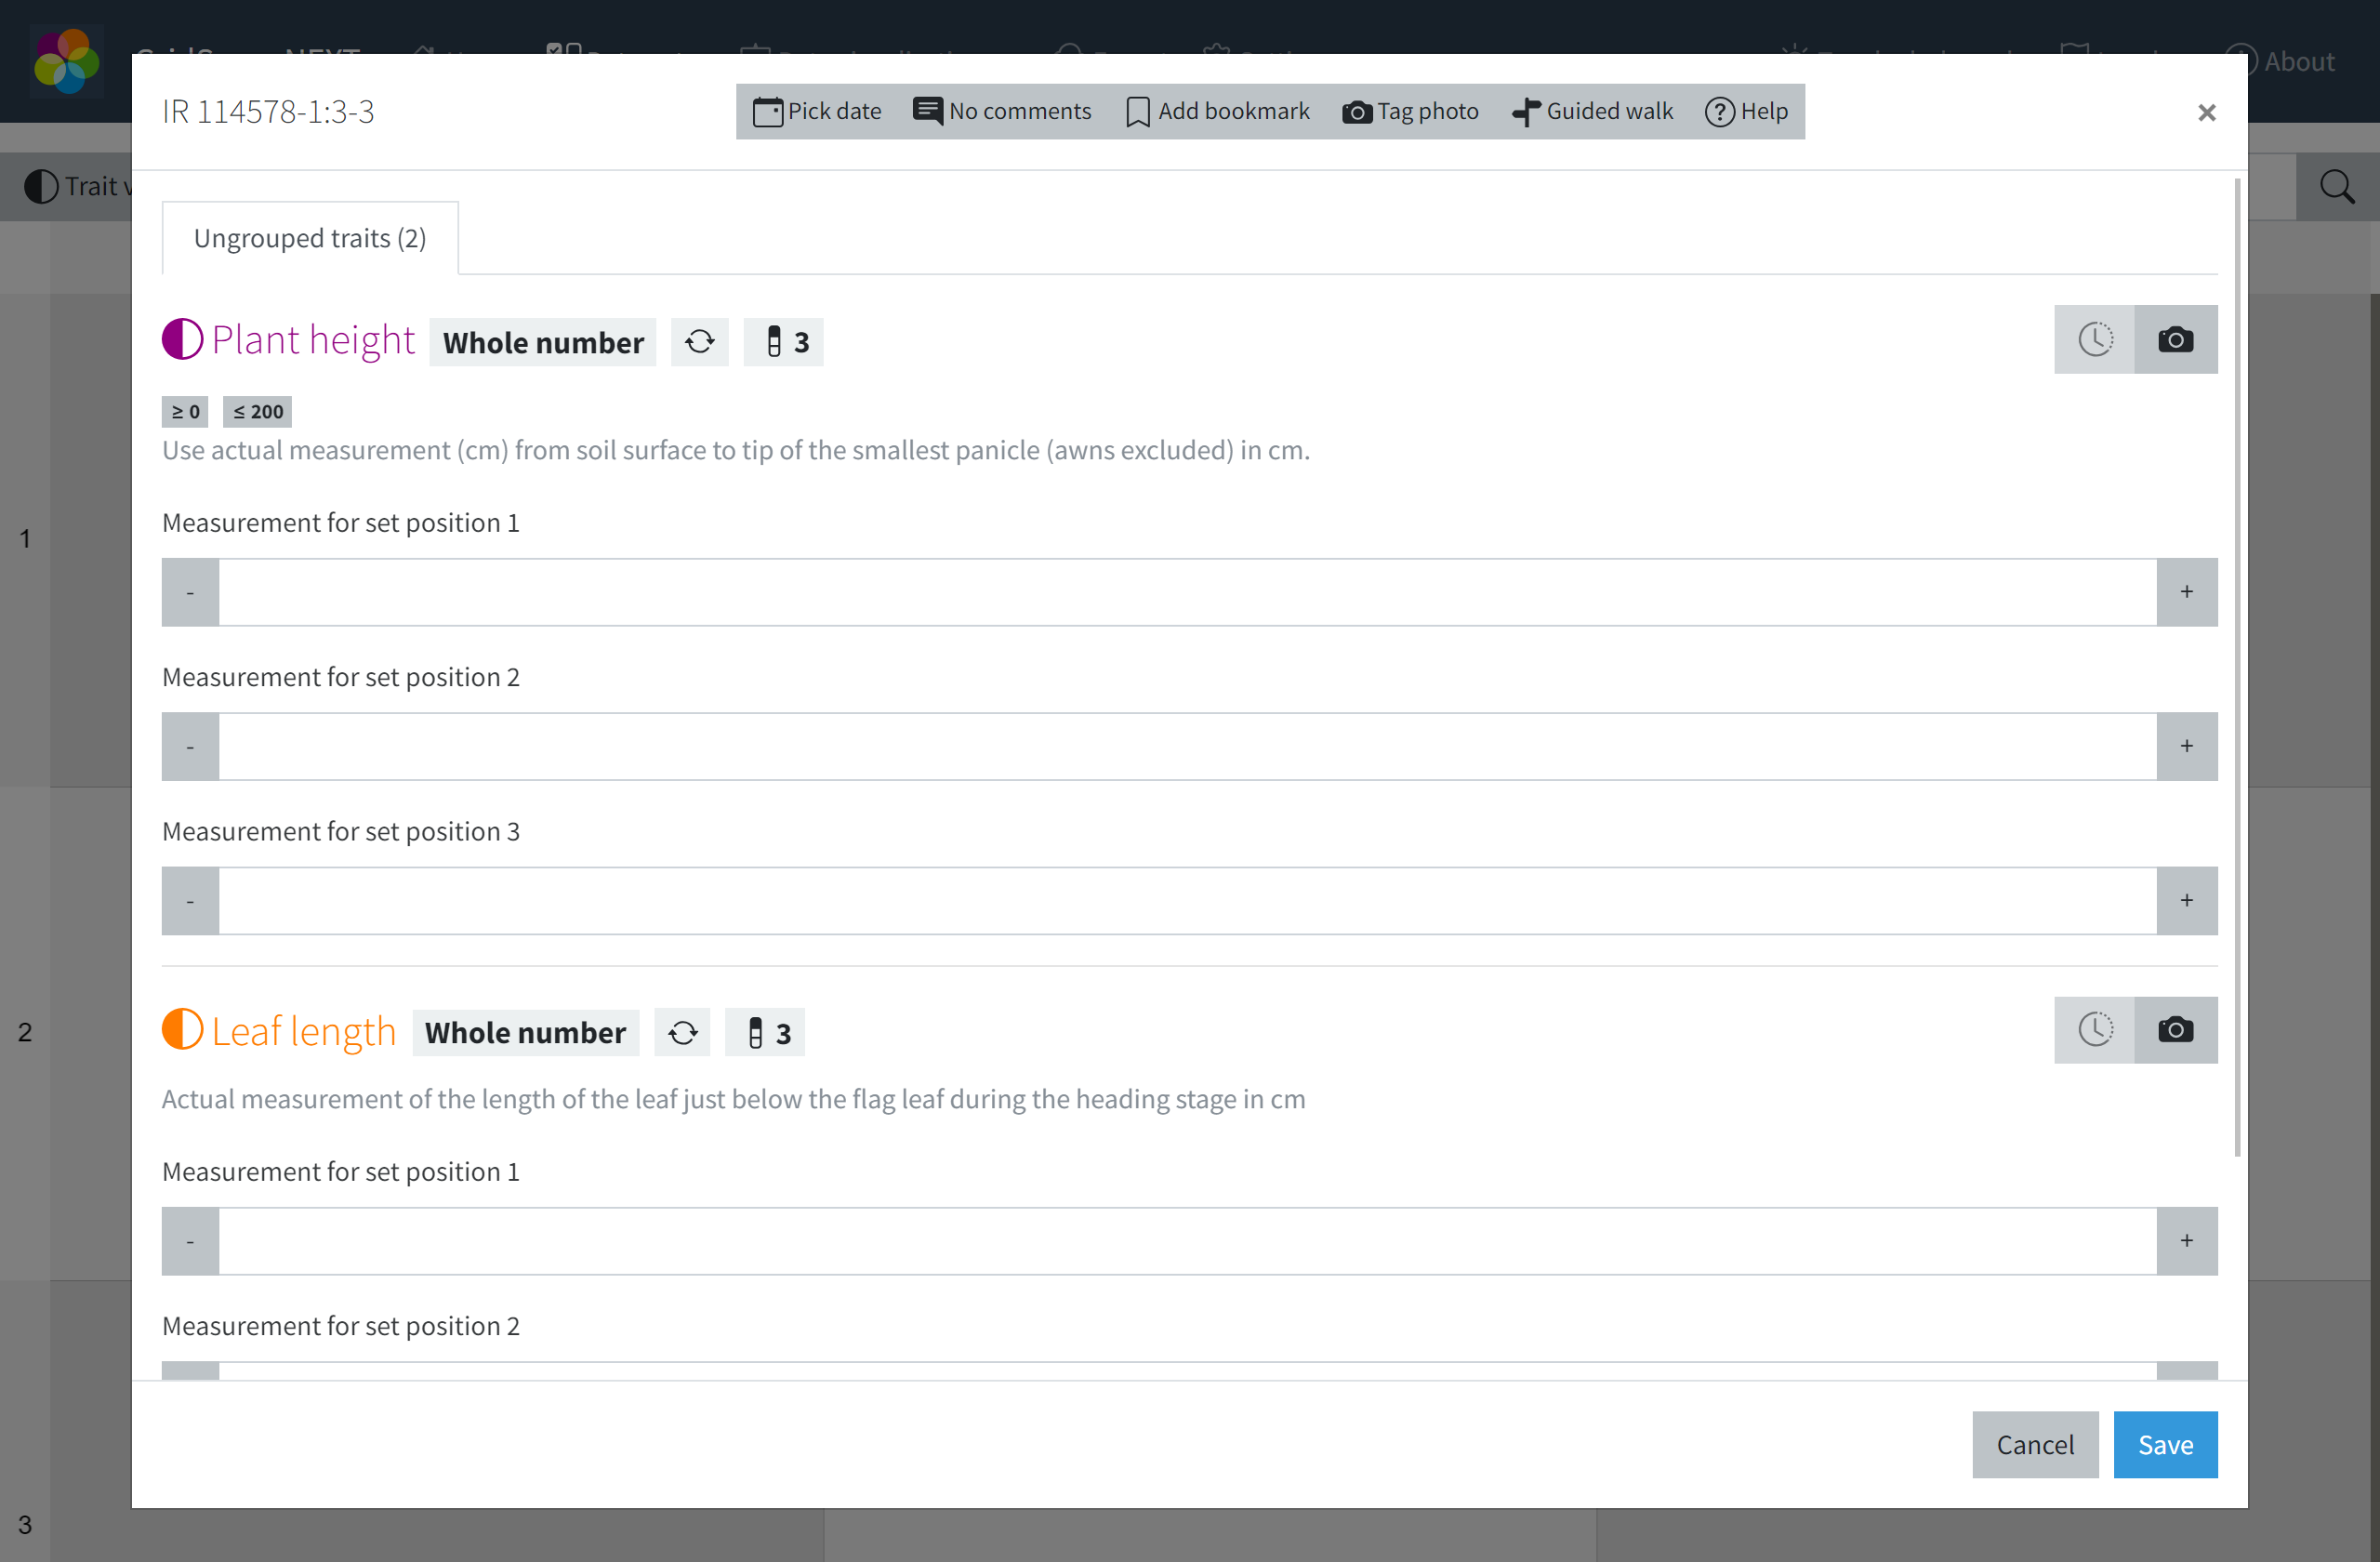 About
IR 114578-1:3-3
Pick date
No comments
Add bookmark
Tag photo
Guided walk
Help
×
Trait
Ungrouped traits (2)
Plant height Whole number 3
≥ 0 ≤ 200
Use actual measurement (cm) from soil surface to tip of the smallest panicle (awns excluded) in cm.
Measurement for set position 1
- +
1
Measurement for set position 2
- +
Measurement for set position 3
- +
Leaf length Whole number 3
2
Actual measurement of the length of the leaf just below the flag leaf during the heading stage in cm
Measurement for set position 1
- +
Measurement for set position 2
Cancel Save
3